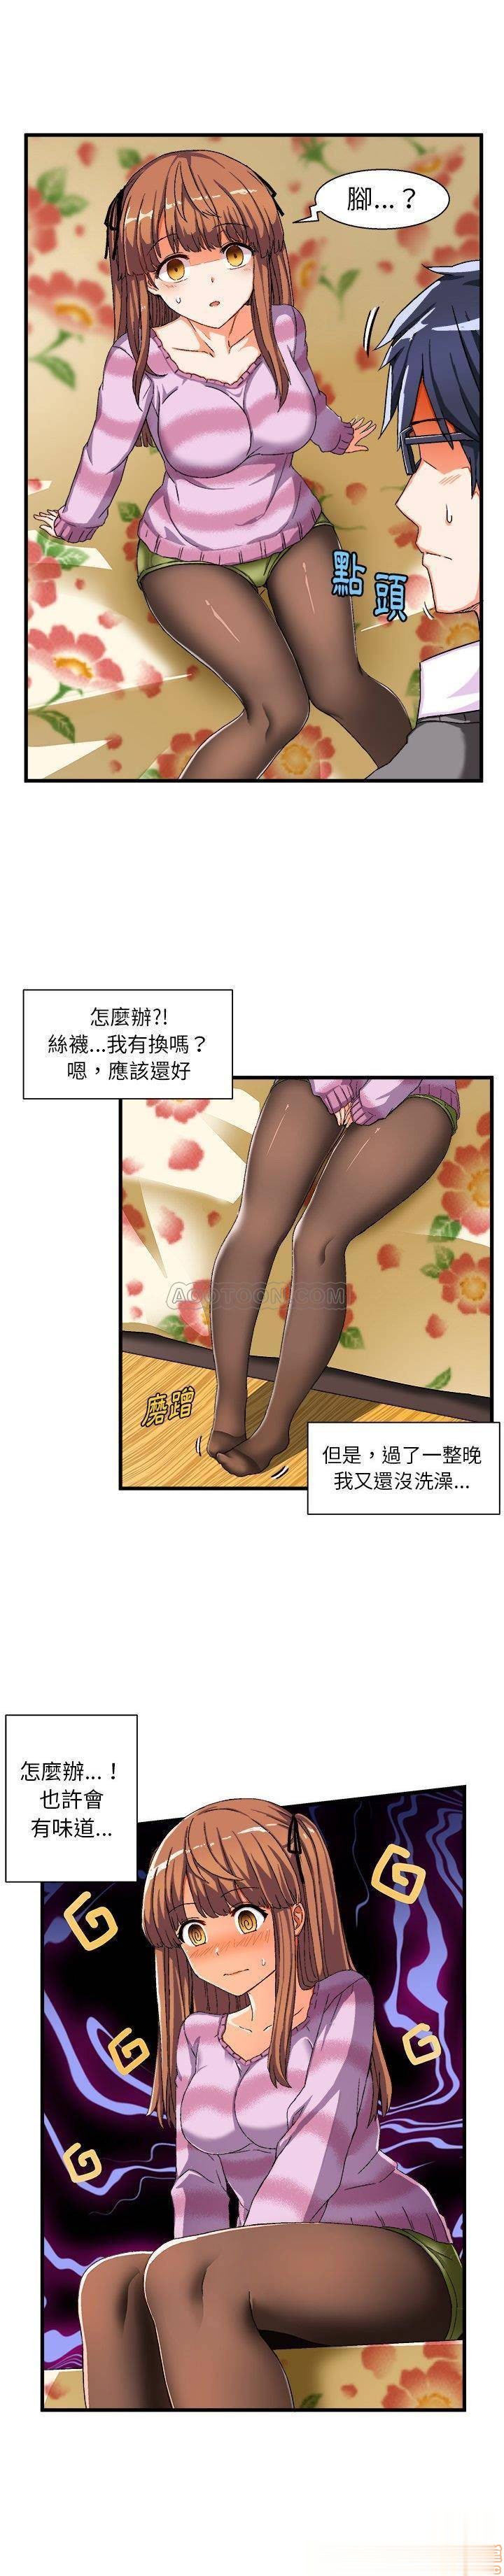 腳...？
點頭
怎麼辦?!
絲襪...我有換嗎？
嗯，應該還好
AGOTOON.COM
磨蹭
但是，過了一整晚
我又還沒洗澡...
怎麼辦...！
也許會
有味道...